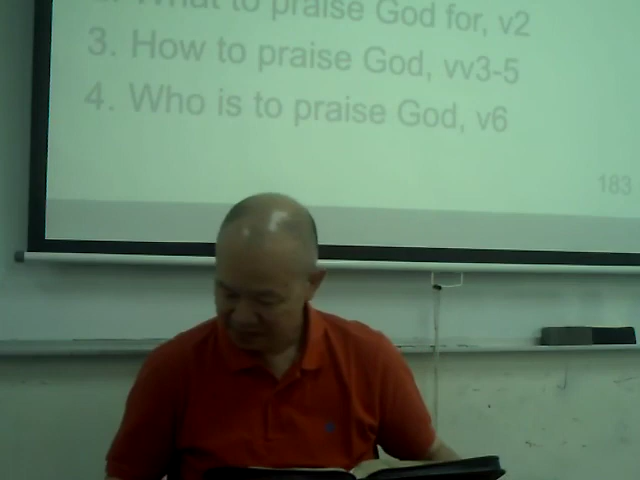 What to praise God for, v2
3. How to praise God, vv3-5
4. Who is to praise God, v6
183